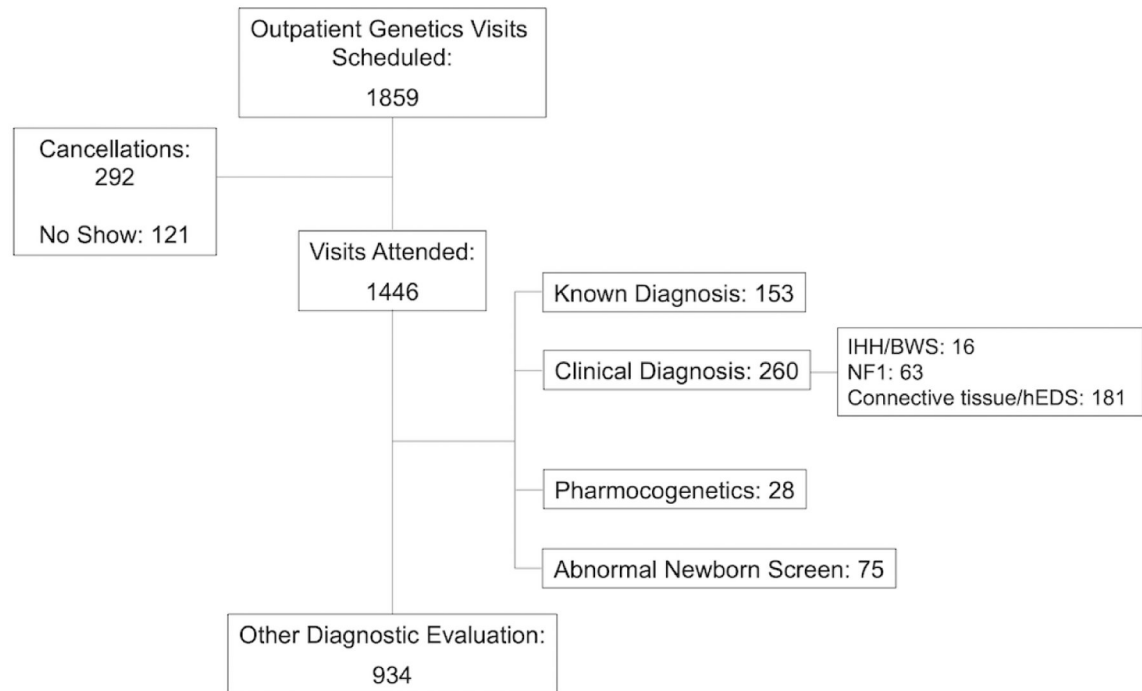 Outpatient Genetics Visits
Scheduled:
1859
Cancellations:
292
No Show: 121
Visits Attended:
1446
Known Diagnosis: 153
Clinical Diagnosis: 260
IHH/BWS: 16
NF1: 63
Connective tissue/hEDS: 181
Pharmocogenetics: 28
Abnormal Newborn Screen: 75
Other Diagnostic Evaluation:
934